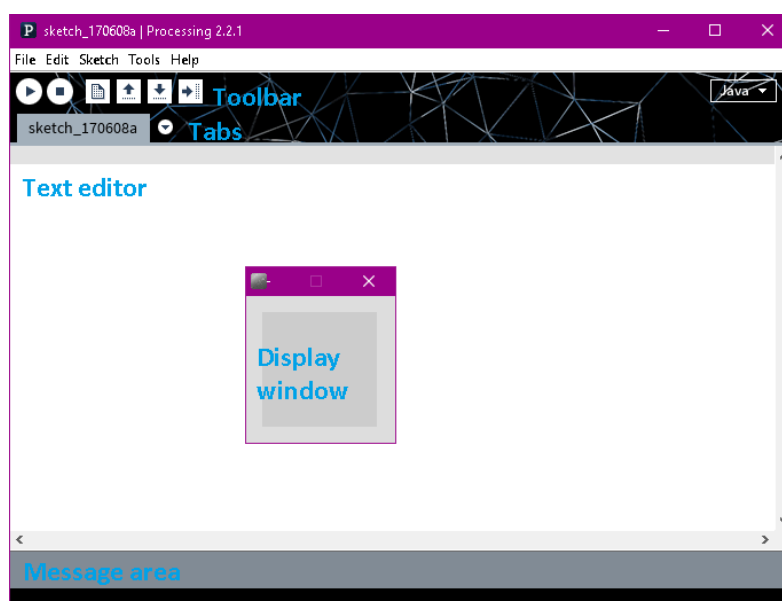 P sketch_170608a | Processing 2.2.1
File Edit Sketch Tools Help
Toolbar
Java
sketch_170608a
Tabs
Text editor
Display
window
Message area